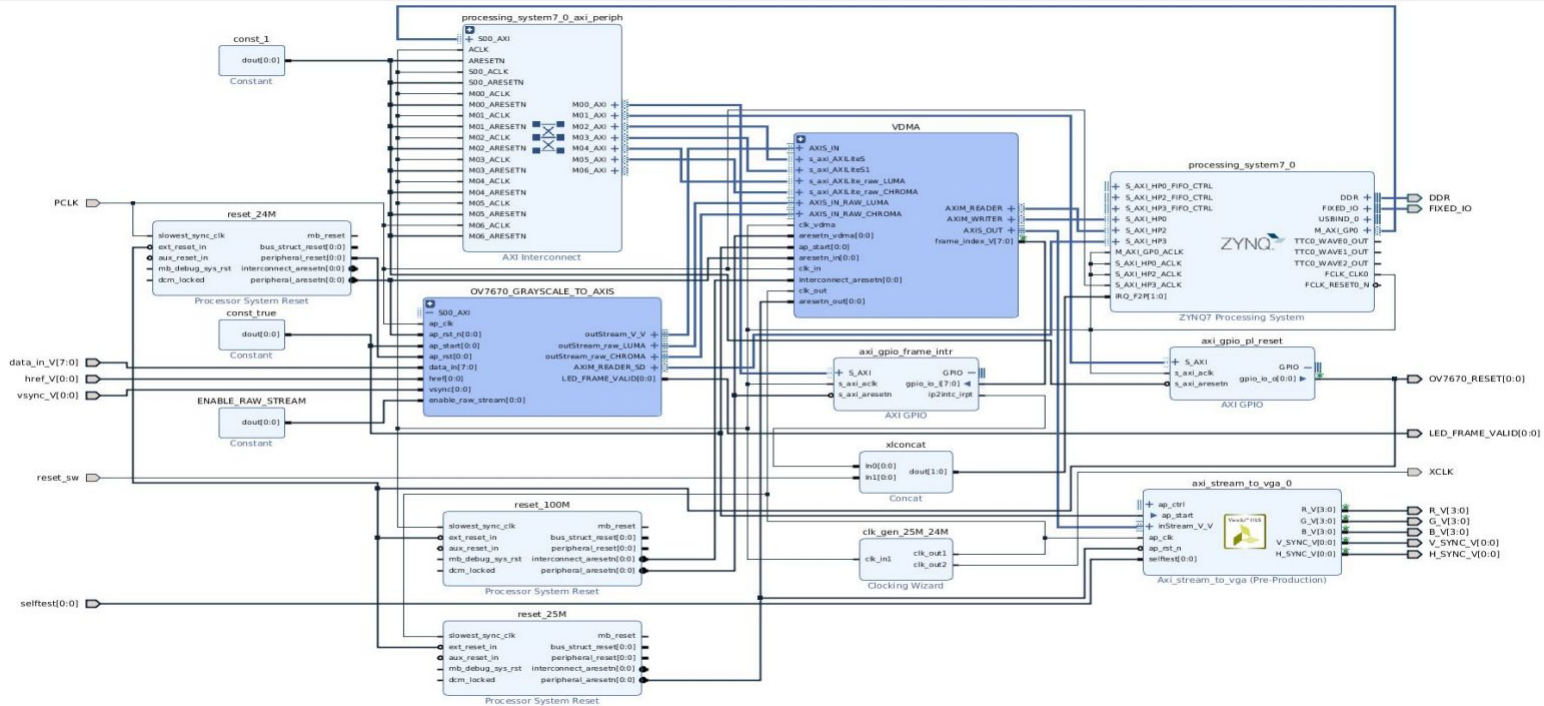 processing_system7_0_axi_periph
S00_AXI
ACLK
ARESETN
S00_ACLK
S00_ARESETN
M00_ACLK
M00_ARESETN
M01_ACLK
M01_ARESETN
M02_ACLK
M02_ARESETN
M03_ACLK
M03_ARESETN
M04_ACLK
M04_ARESETN
M05_ACLK
M05_ARESETN
M06_ACLK
M06_ARESETN
M00_AXI
M01_AXI
M02_AXI
M03_AXI
M04_AXI
M05_AXI
M06_AXI
AXI Interconnect
const_1
dout[0:0]
Constant
VDMA
AXIS_IN
s_axi_AXILiteS
s_axi_AXILiteS1
s_axi_AXILite_raw_LUMA
s_axi_AXILite_raw_CHROMA
AXIS_IN_RAW_LUMA
AXIS_IN_RAW_CHROMA
clk_vdma
aresetn_vdma[0:0]
ap_start[0:0]
aresetn_in[0:0]
clk_in
interconnect_aresetn[0:0]
clk_out
aresetn_out[0:0]
AXIM_READER
AXIM_WRITER
AXIS_OUT
frame_index_V[7:0]
processing_system7_0
S_AXI_HP0_FIFO_CTRL
S_AXI_HP2_FIFO_CTRL
S_AXI_HP3_FIFO_CTRL
S_AXI_HP0
S_AXI_HP2
S_AXI_HP3
M_AXI_GP0_ACLK
S_AXI_HP0_ACLK
S_AXI_HP2_ACLK
S_AXI_HP3_ACLK
IRQ_F2P[1:0]
ZYNQ
DDR
FIXED_IO
USBIND_0
M_AXI_GP0
TTC0_WAVE0_OUT
TTC0_WAVE1_OUT
TTC0_WAVE2_OUT
FCLK_CLK0
FCLK_RESET0_N
ZYNQ7 Processing System
DDR
FIXED_IO
PCLK
reset_24M
slowest_sync_clk
ext_reset_in
aux_reset_in
mb_debug_sys_rst
dcm_locked
mb_reset
bus_struct_reset[0:0]
peripheral_reset[0:0]
interconnect_aresetn[0:0]
peripheral_aresetn[0:0]
Processor System Reset
const_true
dout[0:0]
Constant
OV7670_GRAYSCALE_TO_AXIS
S00_AXI
ap_clk
ap_rst_n[0:0]
ap_start[0:0]
ap_rst[0:0]
data_in[7:0]
href[0:0]
vsync[0:0]
enable_raw_stream[0:0]
outStream_V_V
outStream_raw_LUMA
outStream_raw_CHROMA
AXIM_READER_SD
LED_FRAME_VALID[0:0]
data_in_V[7:0]
href_V[0:0]
vsync_V[0:0]
ENABLE_RAW_STREAM
dout[0:0]
Constant
axi_gpio_frame_intr
S_AXI
s_axi_aclk
s_axi_aresetn
GPIO
gpio_io_i[7:0]
ip2intc_irpt
AXI GPIO
axi_gpio_pl_reset
S_AXI
s_axi_aclk
s_axi_aresetn
GPIO
gpio_io_o[0:0]
AXI GPIO
OV7670_RESET[0:0]
LED_FRAME_VALID[0:0]
XCLK
reset_sw
xlconcat
In0[0:0]
In1[0:0]
dout[1:0]
Concat
reset_100M
slowest_sync_clk
ext_reset_in
aux_reset_in
mb_debug_sys_rst
dcm_locked
mb_reset
bus_struct_reset[0:0]
peripheral_reset[0:0]
interconnect_aresetn[0:0]
peripheral_aresetn[0:0]
Processor System Reset
clk_gen_25M_24M
clk_in1
clk_out1
clk_out2
Clocking Wizard
axi_stream_to_vga_0
ap_ctrl
ap_start
inStream_V_V
ap_clk
ap_rst_n
selftest[0:0]
Vivado™ HLS
R_V[3:0]
G_V[3:0]
B_V[3:0]
V_SYNC_V[0:0]
H_SYNC_V[0:0]
Axi_stream_to_vga (Pre-Production)
R_V[3:0]
G_V[3:0]
B_V[3:0]
V_SYNC_V[0:0]
H_SYNC_V[0:0]
selftest[0:0]
reset_25M
slowest_sync_clk
ext_reset_in
aux_reset_in
mb_debug_sys_rst
dcm_locked
mb_reset
bus_struct_reset[0:0]
peripheral_reset[0:0]
interconnect_aresetn[0:0]
peripheral_aresetn[0:0]
Processor System Reset